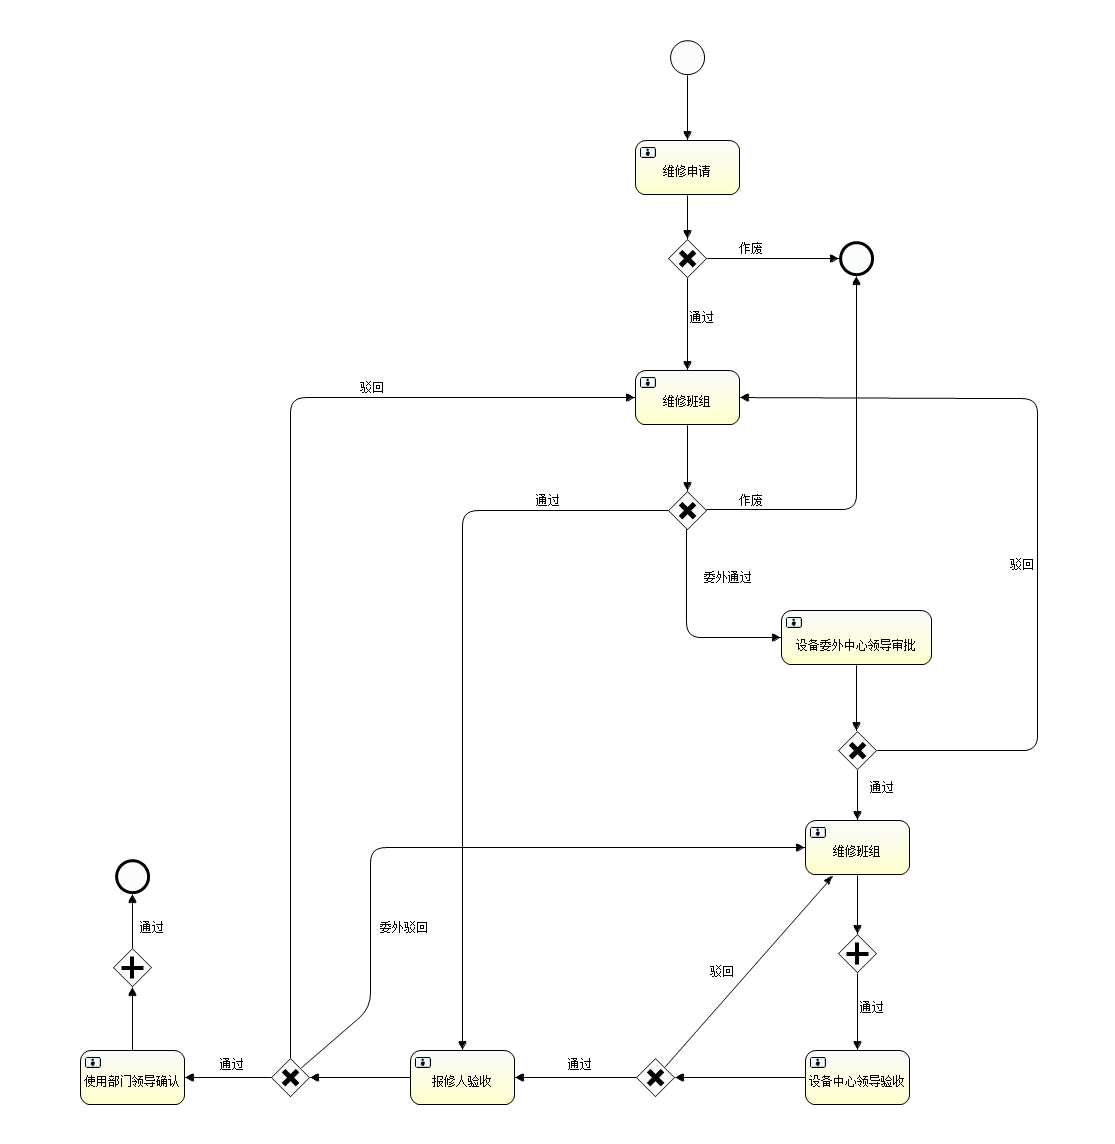 维修申请
作废
通过
驳回
维修班组
通过
作废
委外通过
驳回
设备委外中心领导审批
通过
维修班组
通过
委外驳回
驳回
通过
通过
通过
使用部门领导确认
报修人验收
设备中心领导验收